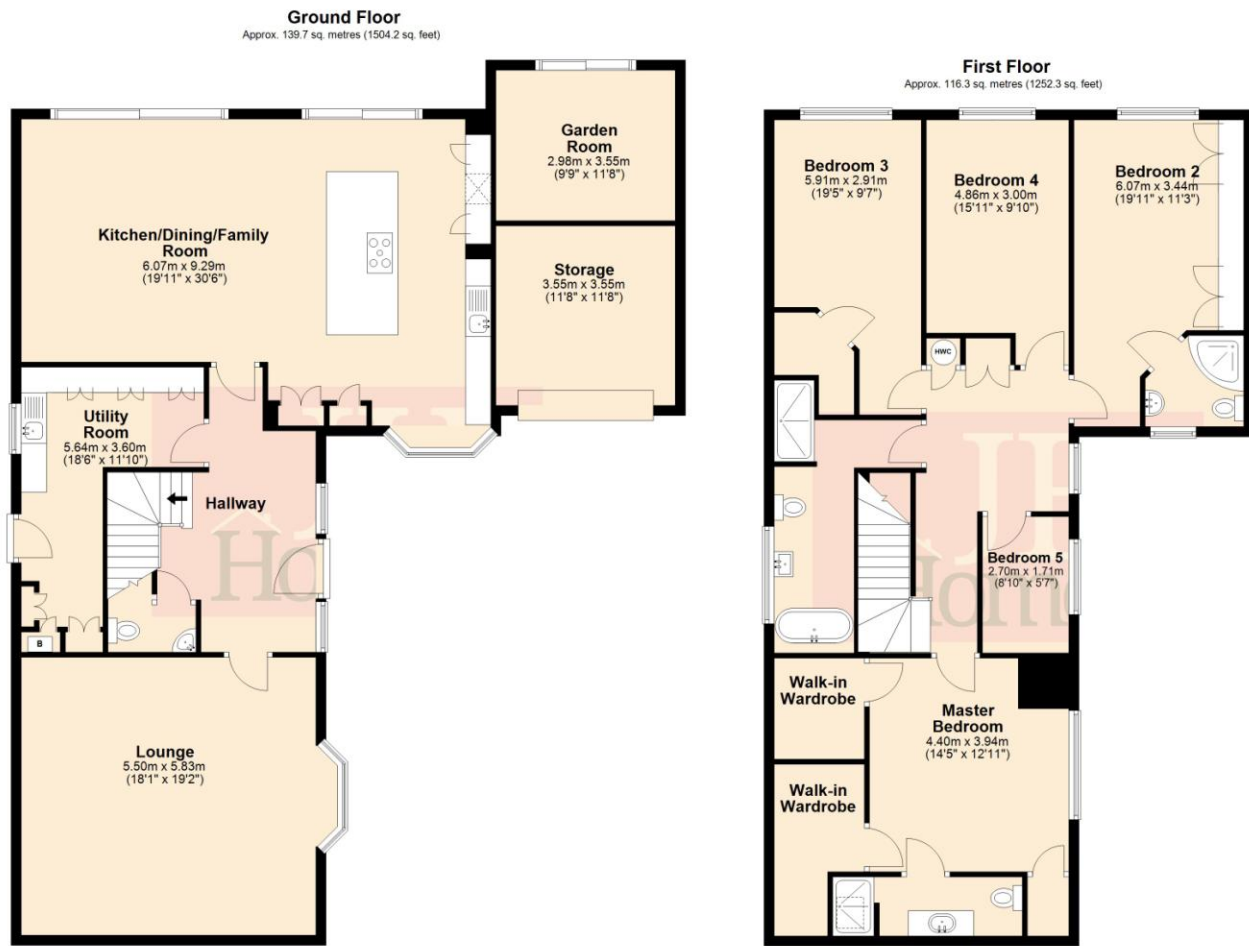 Ground Floor
Approx. 139.7 sq. metres (1504.2 sq. feet)
Garden
Room
2.98m x 3.55m
(9'9" x 11'8")
Kitchen/Dining/Family
Room
6.07m x 9.29m
(19'11" x 30'6")
Storage
3.55m x 3.55m
(11'8" x 11'8")
Utility
Room
5.64m x 3.60m
(18'6" x 11'10")
Hallway
B
Lounge
5.50m x 5.83m
(18'1" x 19'2")
First Floor
Approx. 116.3 sq. metres (1252.3 sq. feet)
Bedroom 3
5.91m x 2.91m
(19'5" x 9'7")
Bedroom 4
4.86m x 3.00m
(15'11" x 9'10")
Bedroom 2
6.07m x 3.44m
(19'11" x 11'3")
HWC
Bedroom 5
2.70m x 1.71m
(8'10" x 5'7")
Walk-in
Wardrobe
Master
Bedroom
4.40m x 3.94m
(14'5" x 12'11")
Walk-in
Wardrobe